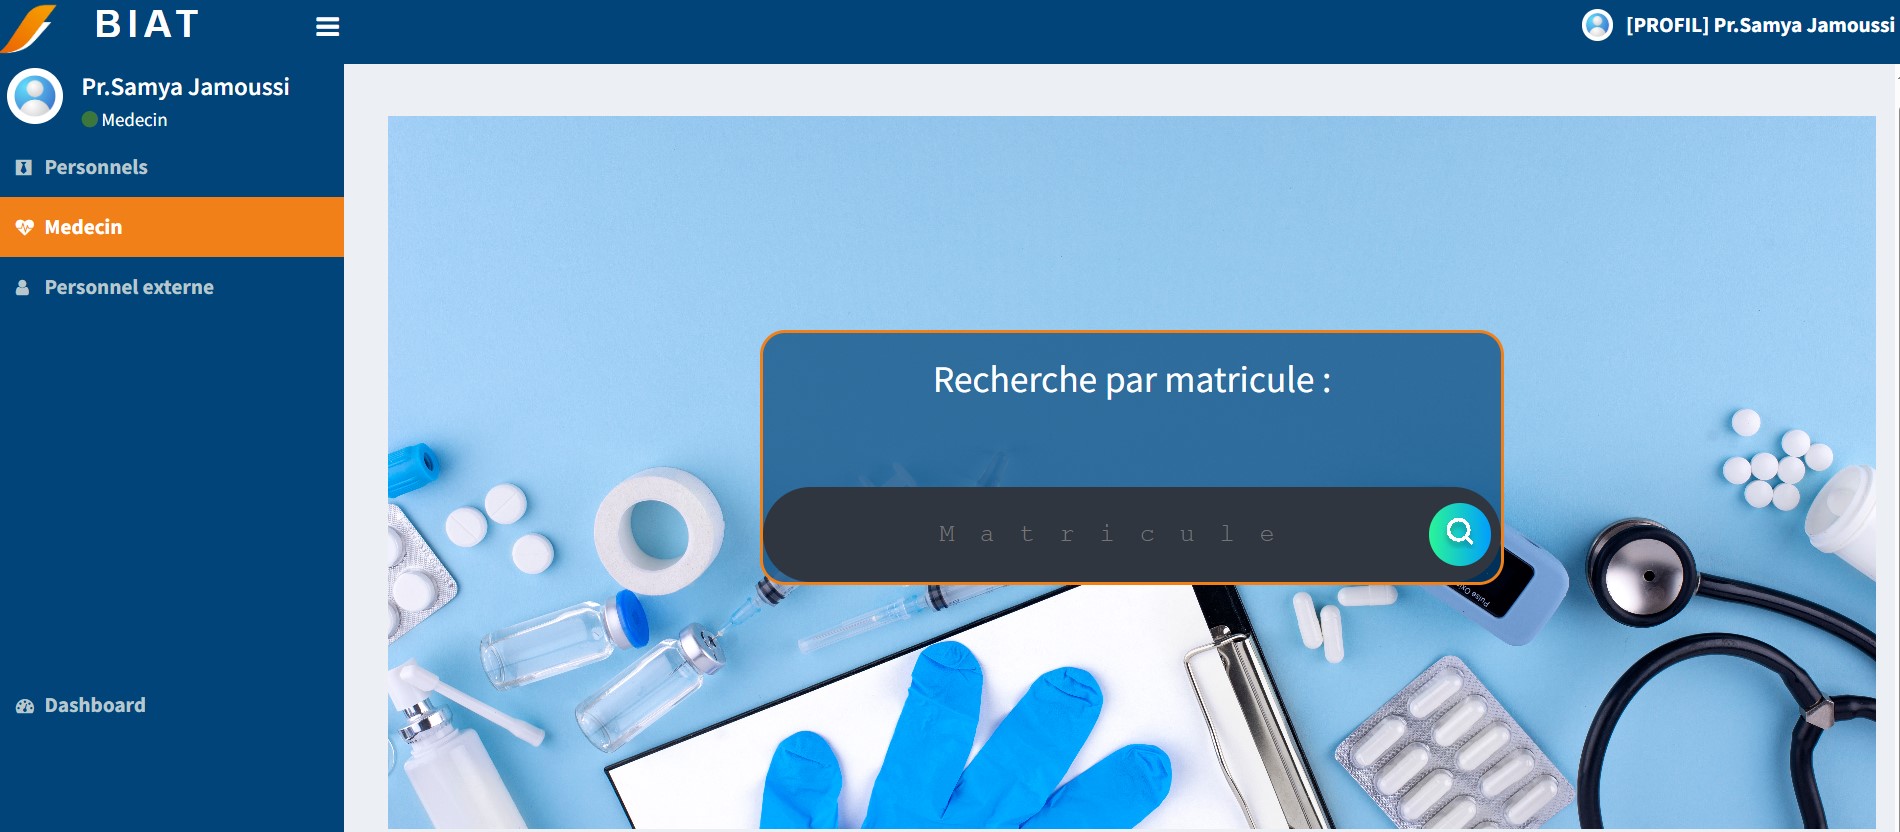 BIAT
[PROFIL] Pr.Samya Jamoussi
Pr.Samya Jamoussi
Medecin
Personnels
Medecin
Personnel externe
Dashboard
Recherche par matricule :
Matricule